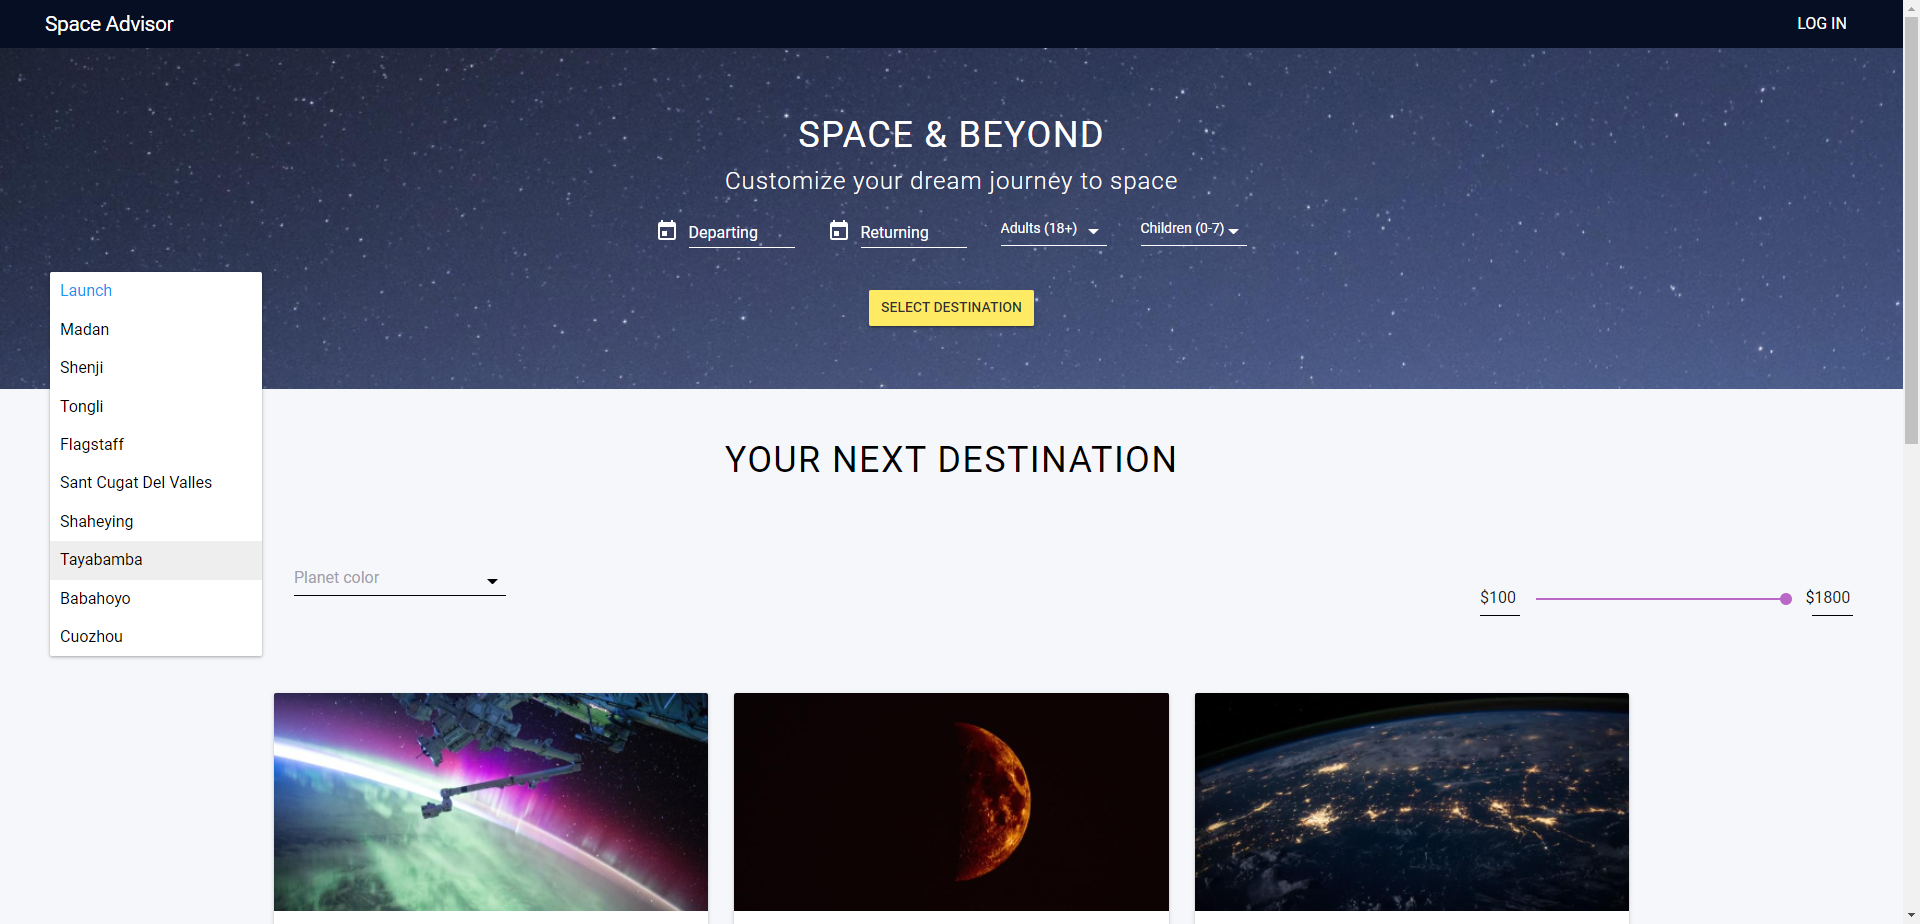 Space Advisor
LOG IN
SPACE & BEYOND
Customize your dream journey to space
Departing
Returning
Adults (18+)
Children (0-7)
SELECT DESTINATION
Launch
Madan
Shenji
Tongli
Flagstaff
Sant Cugat Del Valles
Shaheying
Tayabamba
Babahoyo
Cuozhou
YOUR NEXT DESTINATION
Planet color
$100
$1800